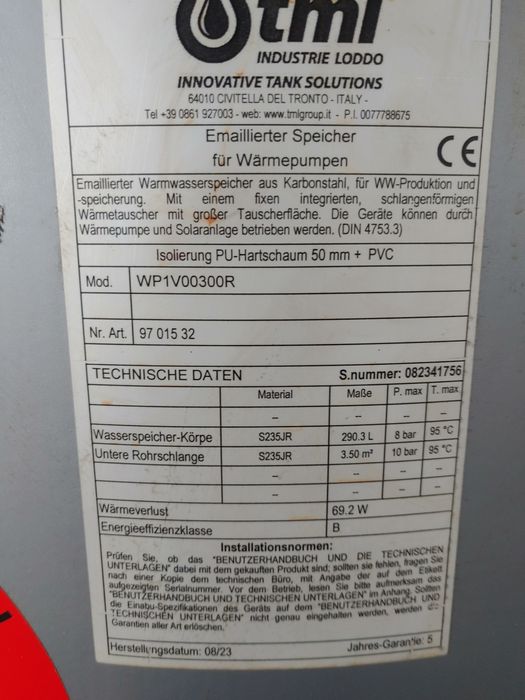 tml
INDUSTRIE LODDO
INNOVATIVE TANK SOLUTIONS
64010 CIVITELLA DEL TRONTO - ITALY -
Tel +39 0861 927003 - web: www.tmlgroup.it - P.I. 0077788675
Emaillierter Speicher
für Wärmepumpen
CE
Emaillierter Warmwasserspeicher aus Karbonstahl, für WW-Produktion und
-speicherung. Mit einem fixen integrierten, schlangenförmigen
Wärmetauscher mit großer Tauscherfläche. Die Geräte können durch
Wärmepumpe und Solaranlage betrieben werden. (DIN 4753.3)
Isolierung PU-Hartschaum 50 mm + PVC
Mod. WP1V00300R
Nr. Art. 97 015 32
TECHNISCHE DATEN S.nummer: 082341756
Material Maße P. max T. max
-- -- -- --
Wasserspeicher-Körpe S235JR 290.3 L 8 bar 95 °C
Untere Rohrschlange S235JR 3.50 m² 10 bar 95 °C
-- -- -- --
-- -- -- --
Wärmeverlust 69.2 W
Energieeffizienzklasse B
Installationsnormen:
Prüfen Sie, ob das "BENUTZERHANDBUCH UND DIE TECHNISCHEN
UNTERLAGEN" dabei mit dem gekauften Produkt sind; sollten sie fehlen, fragen Sie
nach einer Kopie dem technischen Büro, mit Angabe der auf dem Etikett
aufgezeigten Serialnummer. Vor dem Betrieb, lesen Sie bitte aufmerksam das
"BENUTZERHANDBUCH UND TECHNISCHEN UNTERLAGEN" im Anhang. Sollten
die Einabu-Spezifikationen des Geräts auf dem "BENUTZERHANDBUCH UND
TECHNISCHEN UNTERLAGEN" nicht genau eingehalten werden, werden die
Garantien aller Art erlöschen.
Herstellungsdatum: 08/23 Jahres-Garantie: 5